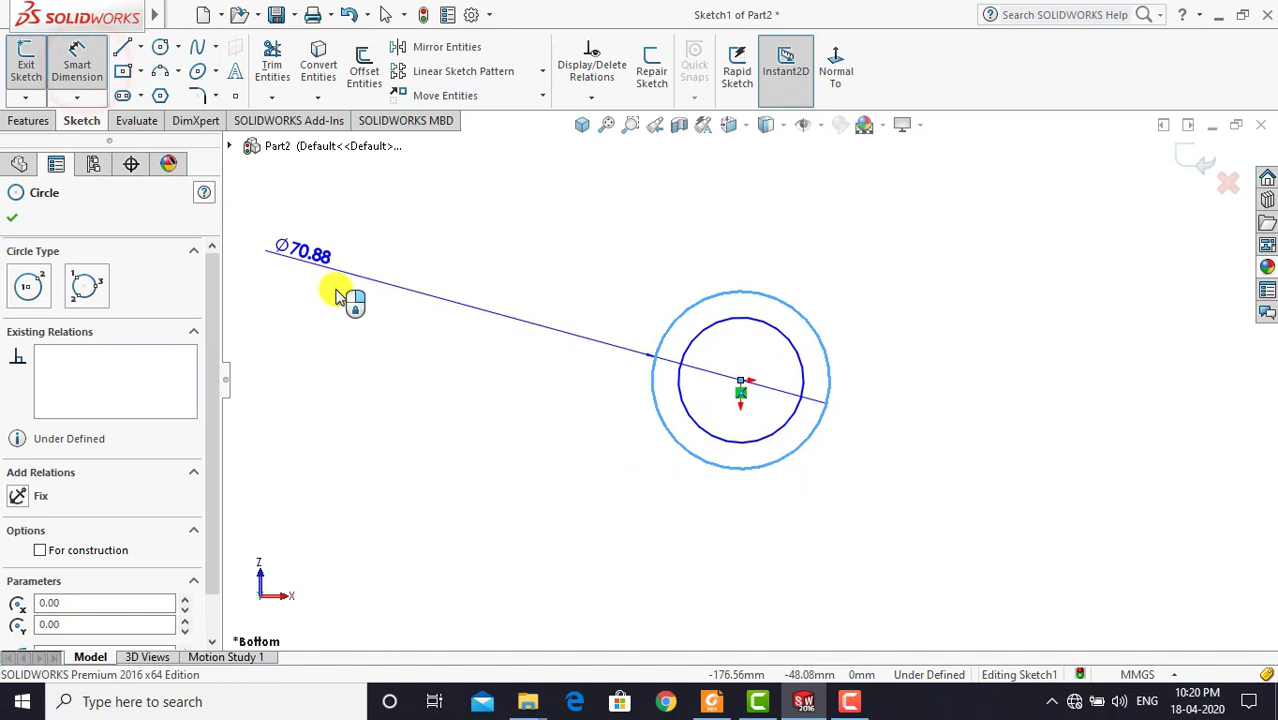 SOLIDWORKS
Sketch1 of Part2 *
Search SOLIDWORKS
Exit Sketch
Smart Dimension
Trim Entities
Convert Entities
Offset Entities
Mirror Entities
Linear Sketch Pattern
Move Entities
Display/Delete Relations
Repair Sketch
Quick Snaps
Rapid Sketch
Instant2D
Normal To
Features
Sketch
Evaluate
DimXpert
SOLIDWORKS Add-Ins
SOLIDWORKS MBD
Part2 (Default<<Default>...
Circle
Circle Type
Existing Relations
Under Defined
Add Relations
Fix
Options
For construction
Parameters
0.00
0.00
Ø70.88
Z
X
*Bottom
Model
3D Views
Motion Study 1
SOLIDWORKS Premium 2016 x64 Edition
-176.56mm
-48.08mm
0mm
Under Defined
Editing Sketch1
MMGS
Type here to search
ENG
10:20 PM
18-04-2020